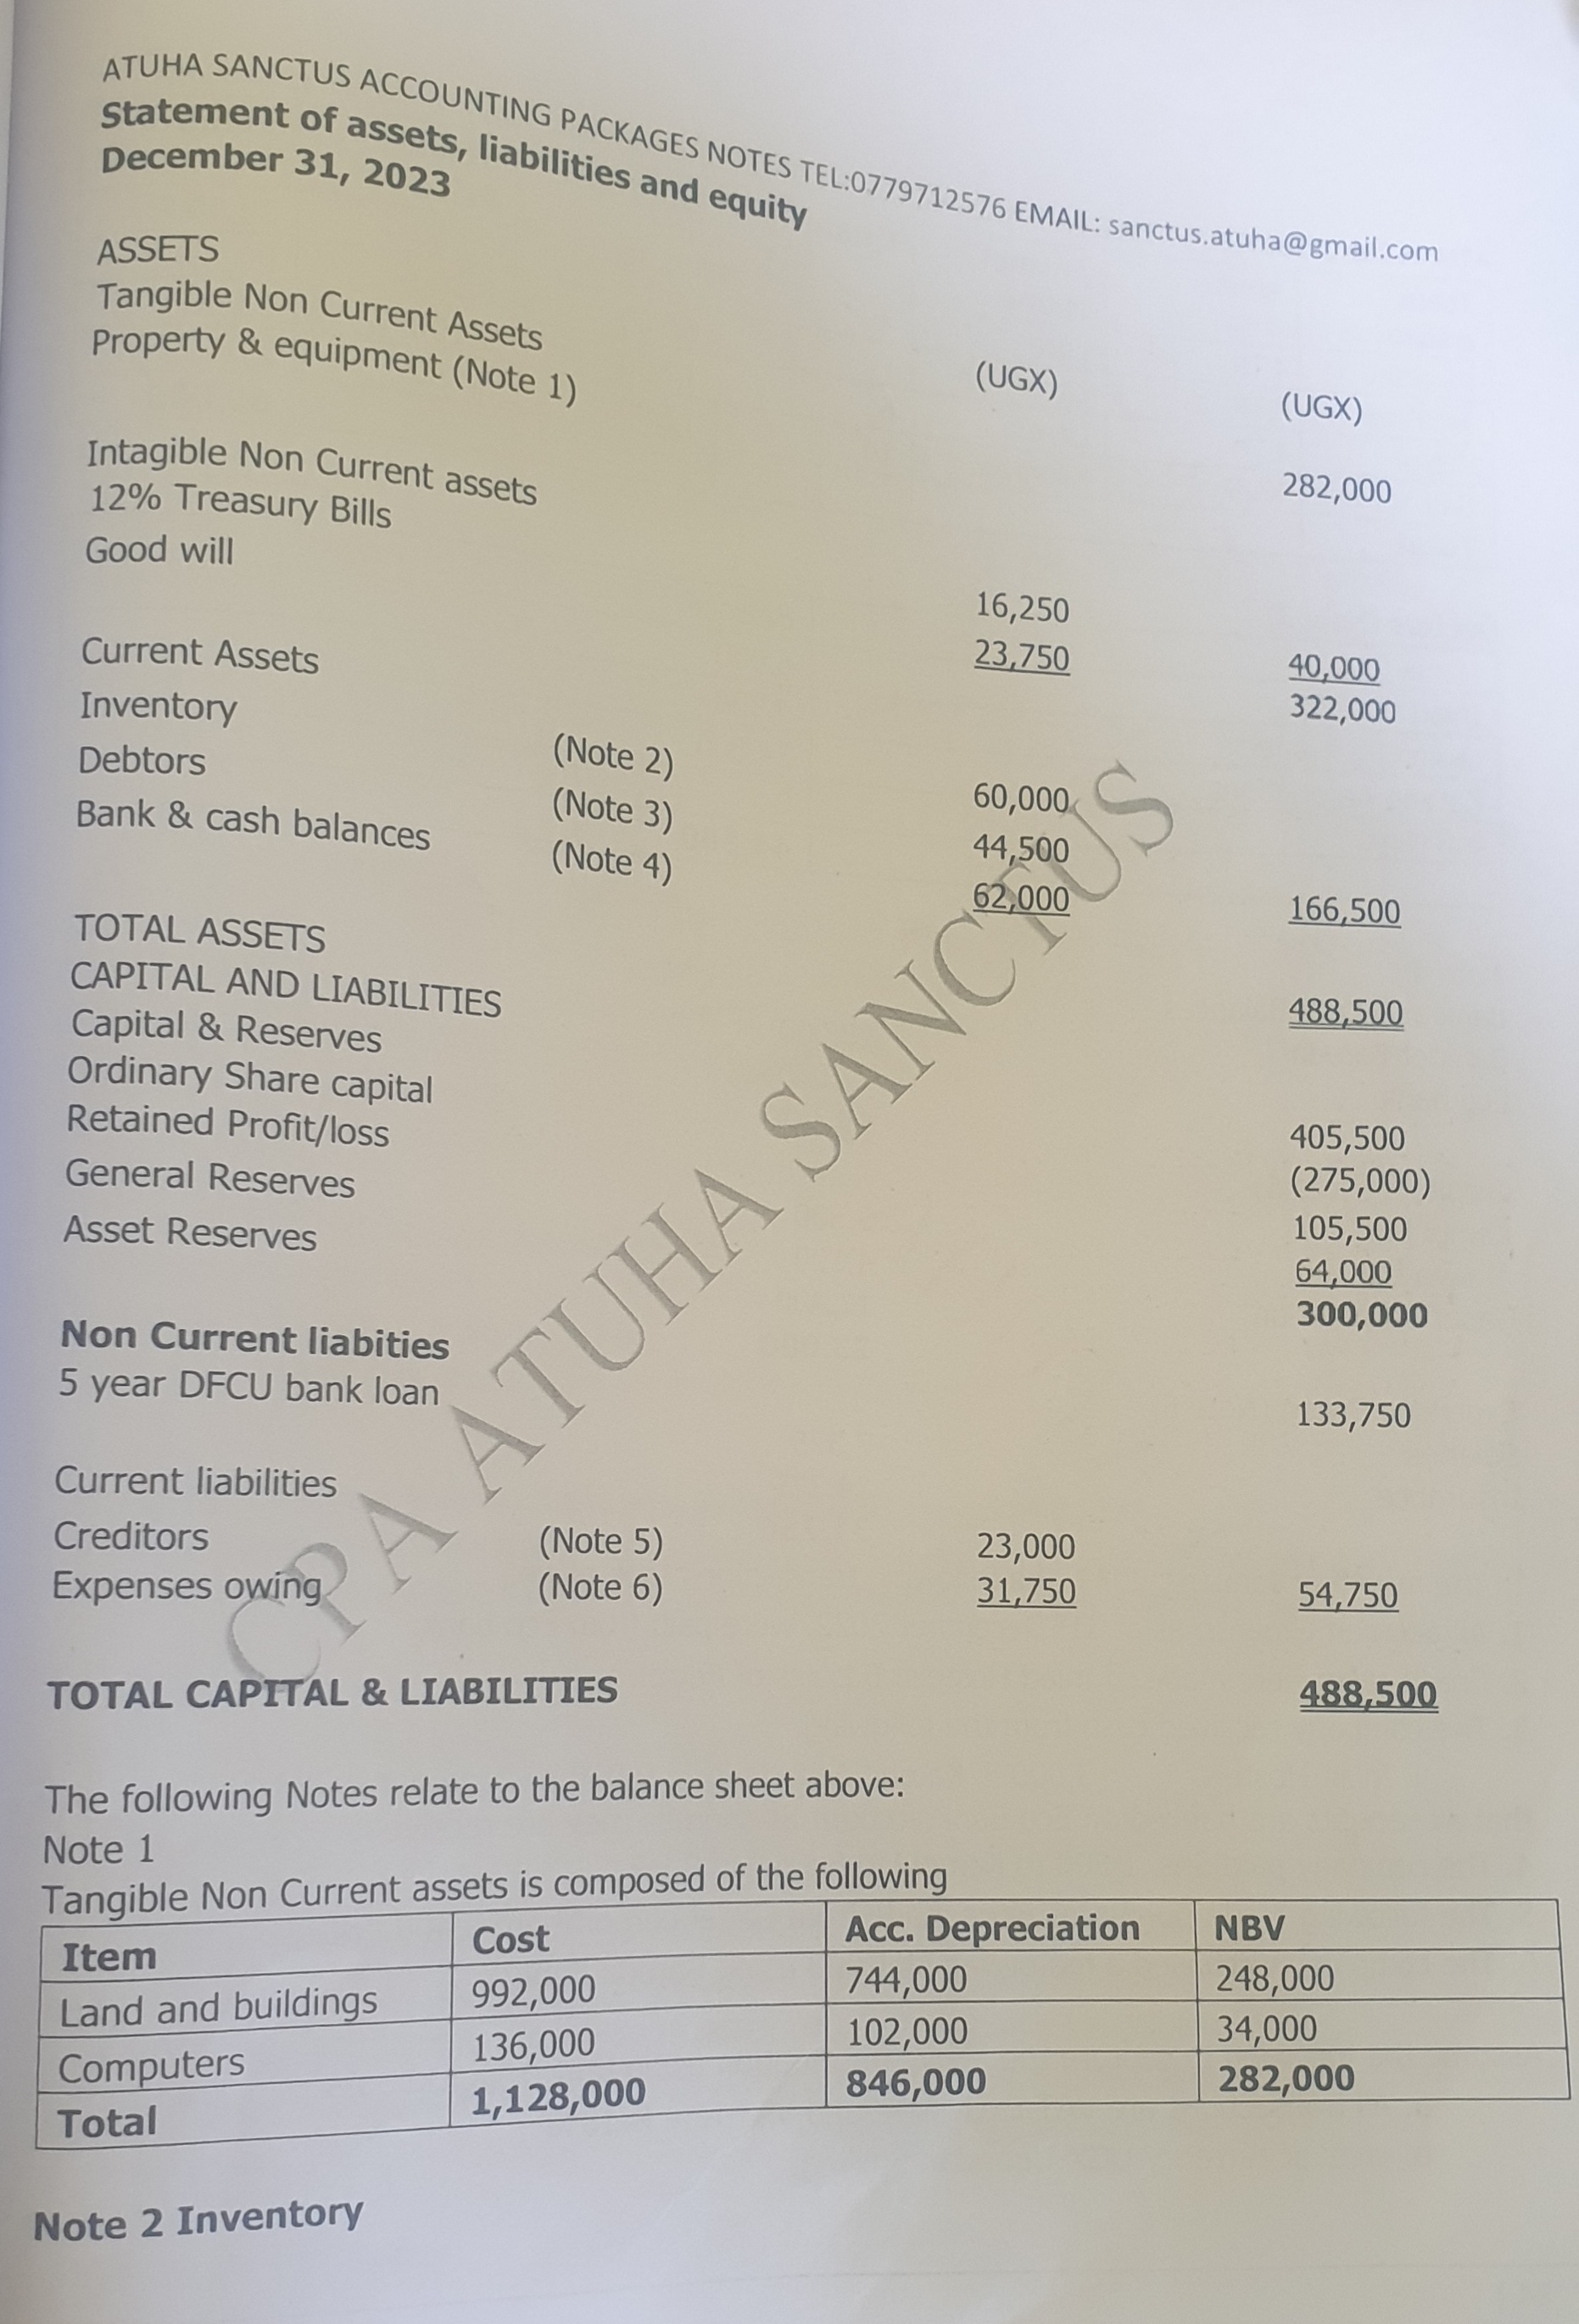 ATUHA SANCTUS ACCOUNTING PACKAGES NOTES TEL:0779712576 EMAIL: sanctus.atuha@gmail.com
Statement of assets, liabilities and equity
December 31, 2023
ASSETS
Tangible Non Current Assets
(UGX) (UGX)
Property & equipment (Note 1) 282,000
Intagible Non Current assets
12% Treasury Bills 16,250
Good will 23,750 40,000
322,000
Current Assets
Inventory (Note 2) 60,000
Debtors (Note 3) 44,500
Bank & cash balances (Note 4) 62,000 166,500
TOTAL ASSETS 488,500
CAPITAL AND LIABILITIES
Capital & Reserves
Ordinary Share capital 405,500
Retained Profit/loss (275,000)
General Reserves 105,500
Asset Reserves 64,000
300,000
Non Current liabities
5 year DFCU bank loan 133,750
Current liabilities
Creditors (Note 5) 23,000
Expenses owing (Note 6) 31,750 54,750
TOTAL CAPITAL & LIABILITIES 488,500
The following Notes relate to the balance sheet above:
Note 1
Tangible Non Current assets is composed of the following
Item Cost Acc. Depreciation NBV
Land and buildings 992,000 744,000 248,000
Computers 136,000 102,000 34,000
Total 1,128,000 846,000 282,000
Note 2 Inventory
CPA ATUHA SANCTUS